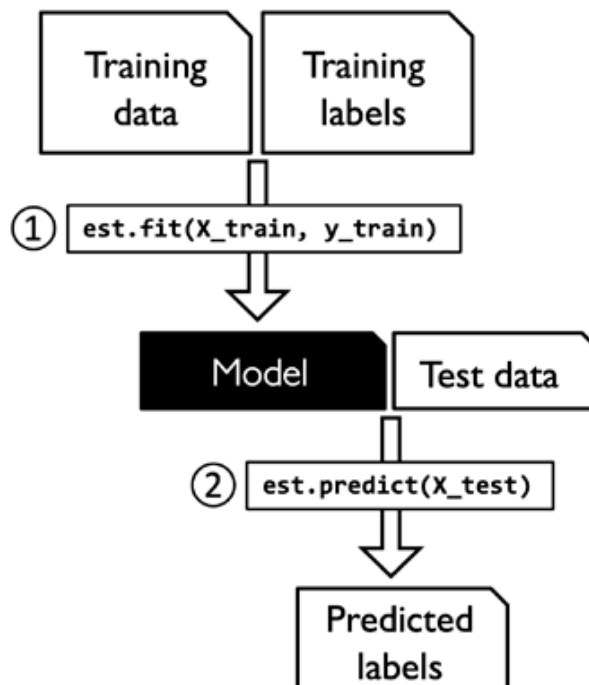 Training
data
Training
labels
① est.fit(X_train, y_train)
Model
Test data
② est.predict(X_test)
Predicted
labels